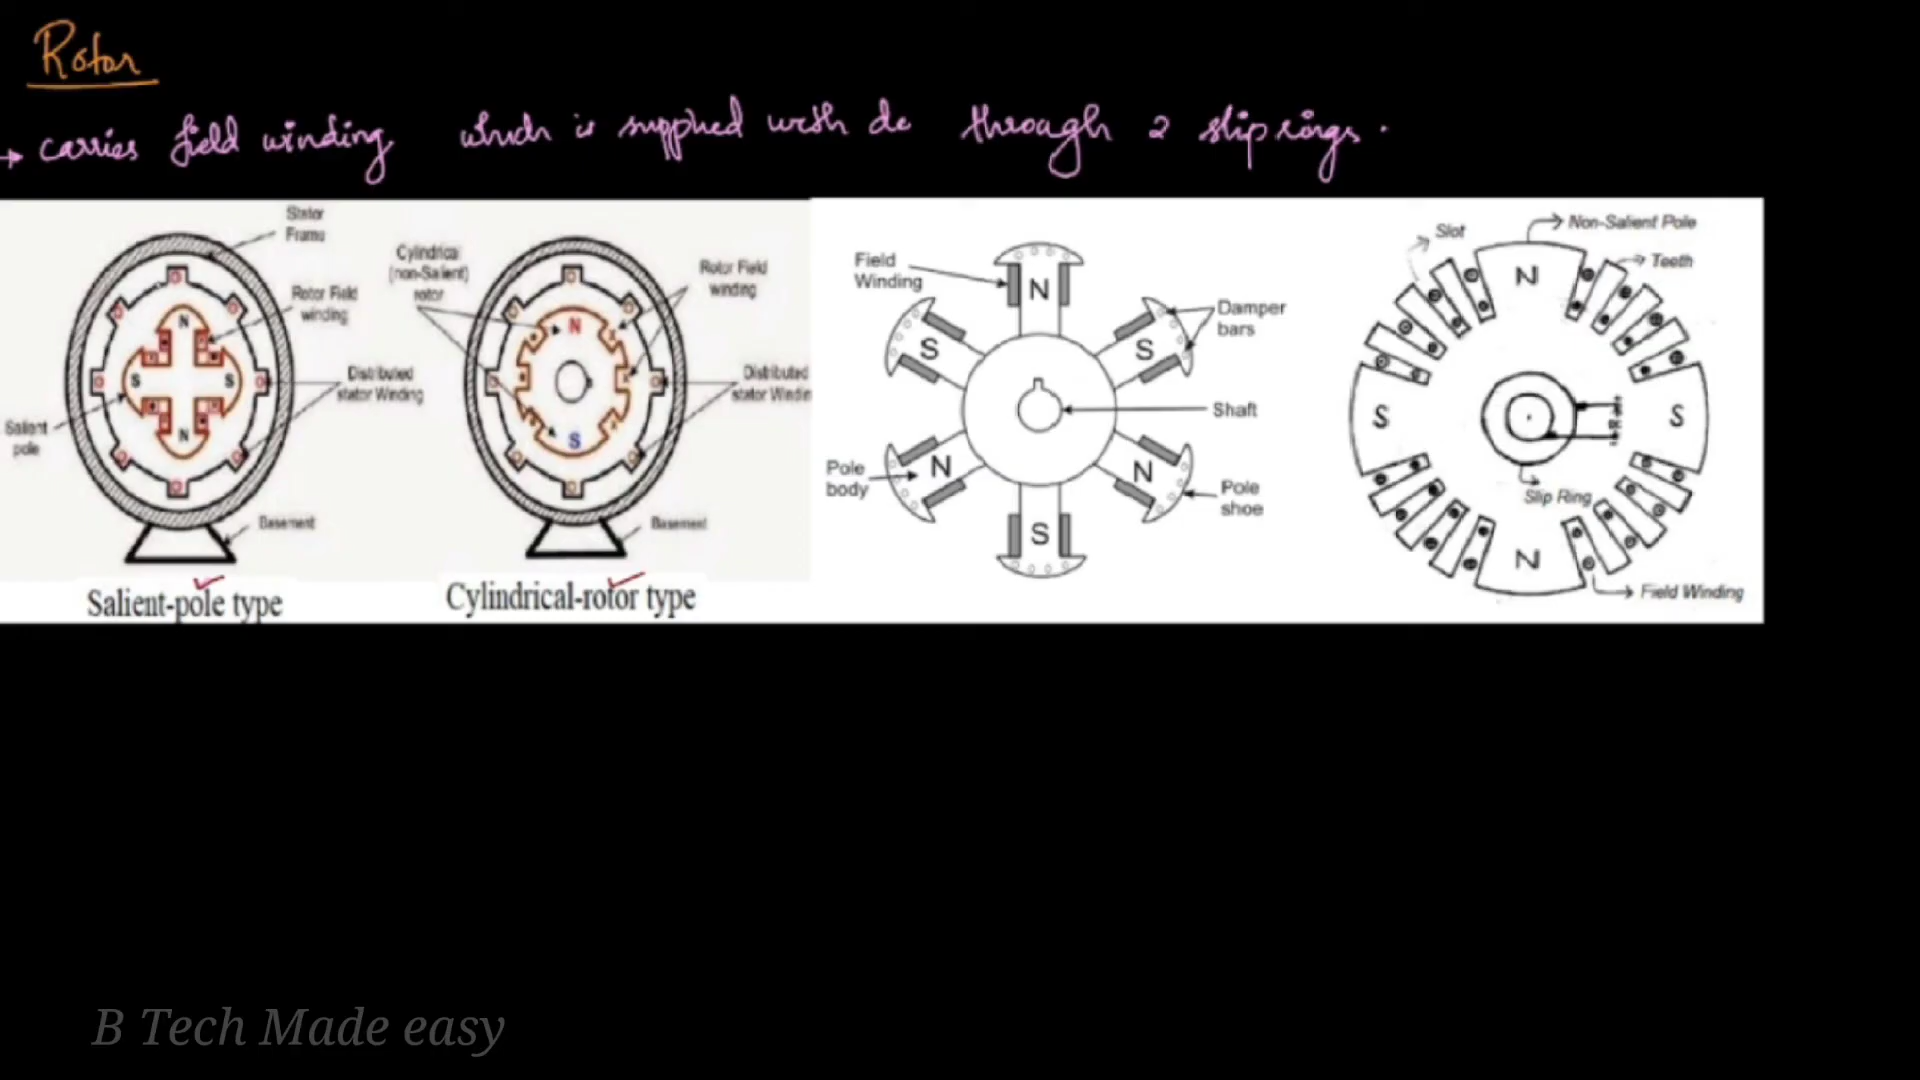 Rotor
→ carries field winding which is supplied with dc through 2 slip rings.
Stator
Frame
Rotor Field
winding
Distributed
stator Winding
Salient
pole
Basement
Salient-pole type
Cylindrical
(non-Salient)
rotor
Rotor Field
winding
Distributed
stator Windin
Basement
Cylindrical-rotor type
Field
Winding
N
S
S
Damper
bars
Shaft
Pole
body
N
N
Pole
shoe
S
Slot
Non-Salient Pole
Teeth
N
S
S
Slip Ring
N
Field Winding
N
S
S
N
N
S
B Tech Made easy